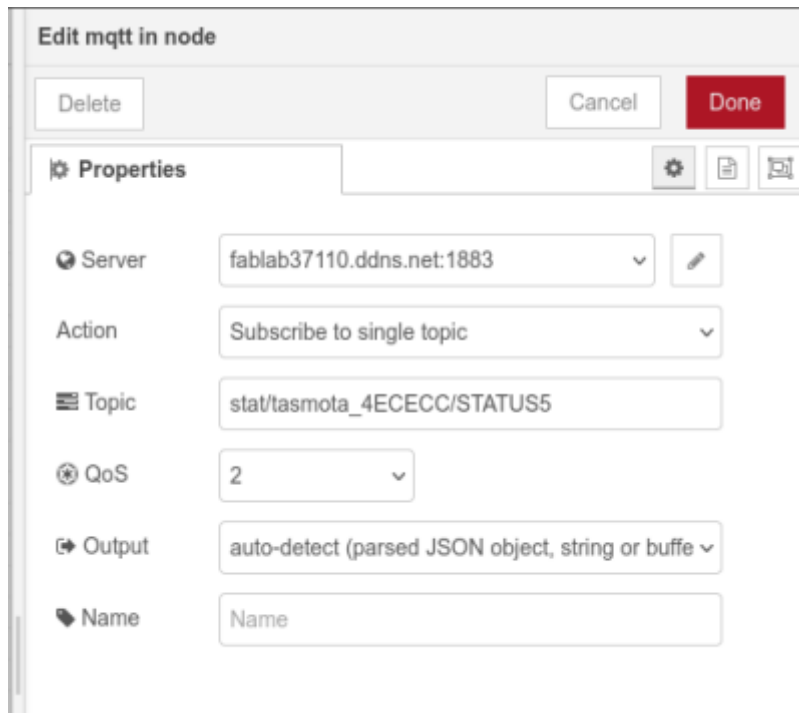 Edit mqtt in node
Delete
Cancel
Done
Properties
Server
fablab37110.ddns.net:1883
Action
Subscribe to single topic
Topic
stat/tasmota_4ECECC/STATUS5
QoS
2
Output
auto-detect (parsed JSON object, string or buffe
Name
Name